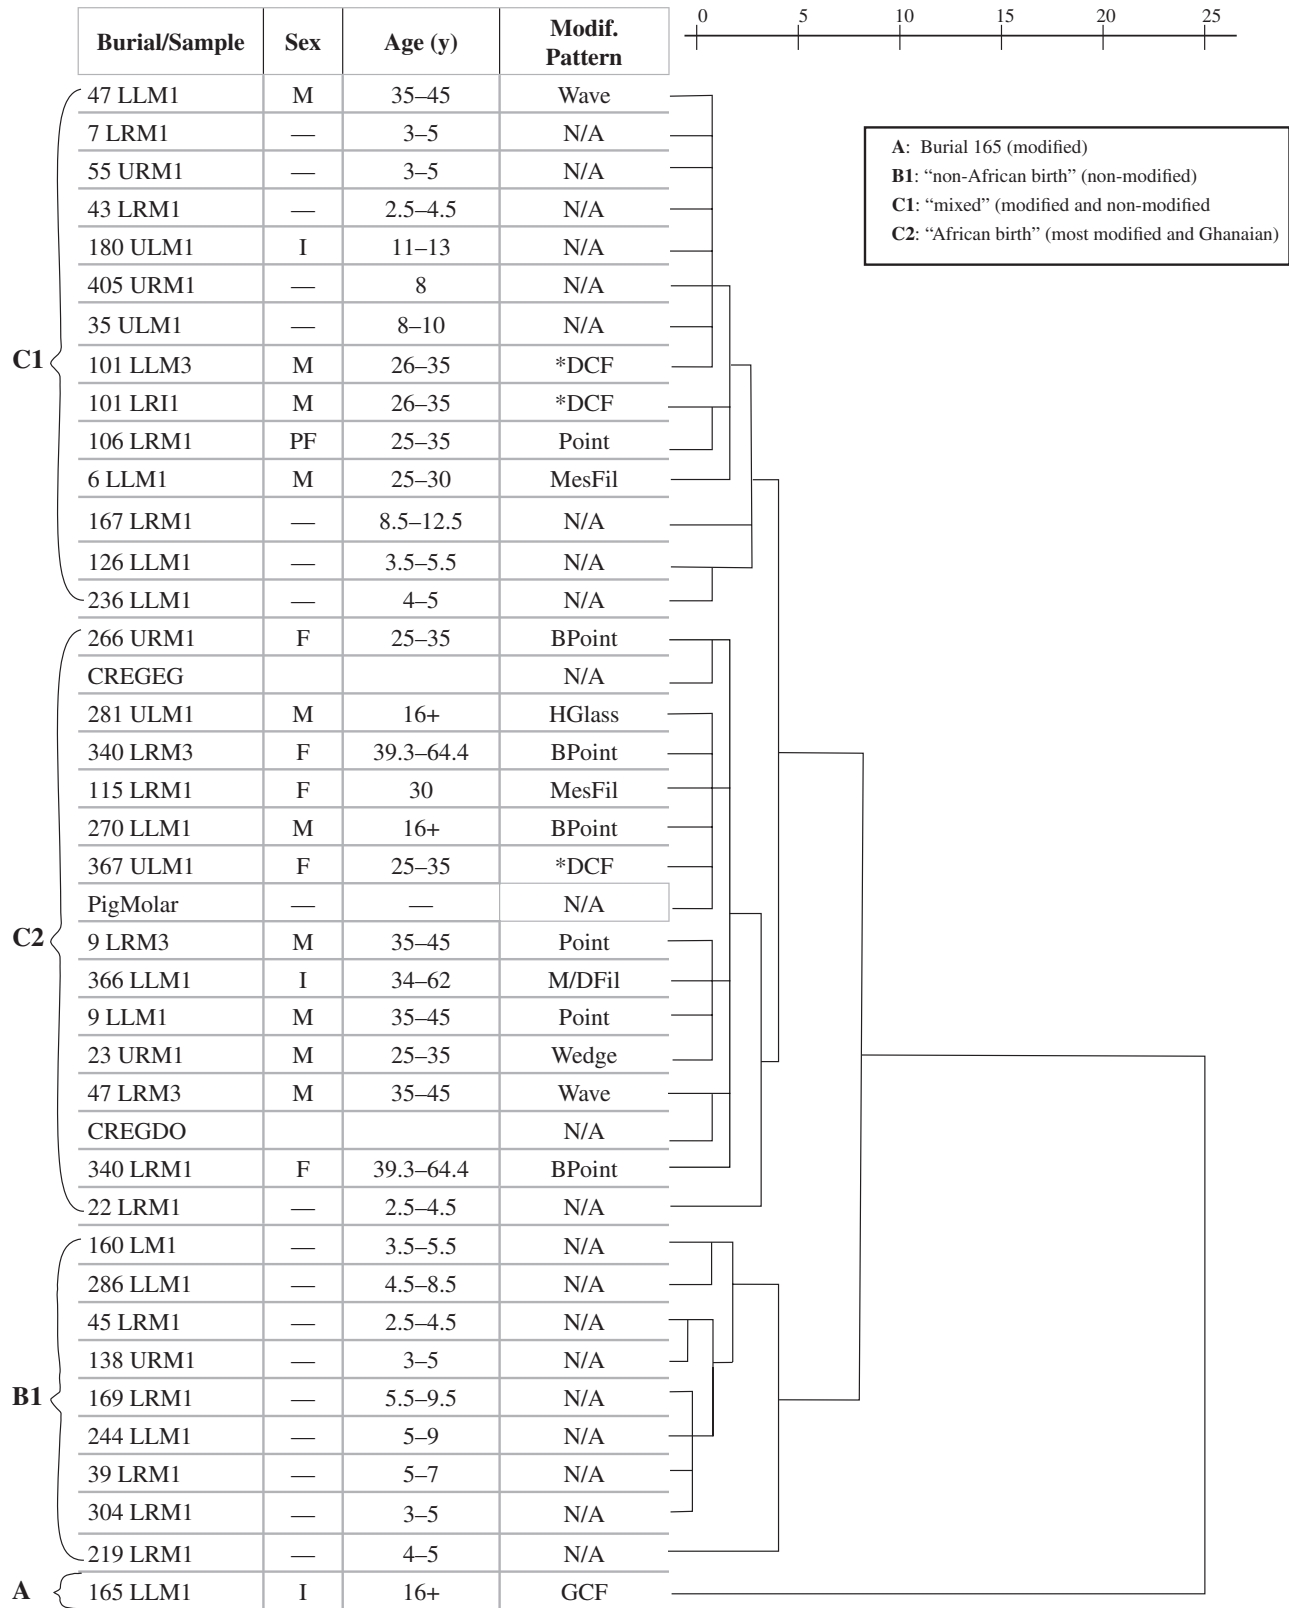 Burial/Sample Sex Age (y) Modif. Pattern
0 5 10 15 20 25
A: Burial 165 (modified)
B1: “non-African birth” (non-modified)
C1: “mixed” (modified and non-modified
C2: “African birth” (most modified and Ghanaian)
C1
47 LLM1 M 35–45 Wave
7 LRM1 — 3–5 N/A
55 URM1 — 3–5 N/A
43 LRM1 — 2.5–4.5 N/A
180 ULM1 I 11–13 N/A
405 URM1 — 8 N/A
35 ULM1 — 8–10 N/A
101 LLM3 M 26–35 *DCF
101 LRI1 M 26–35 *DCF
106 LRM1 PF 25–35 Point
6 LLM1 M 25–30 MesFil
167 LRM1 — 8.5–12.5 N/A
126 LLM1 — 3.5–5.5 N/A
236 LLM1 — 4–5 N/A
C2
266 URM1 F 25–35 BPoint
CREGEG N/A
281 ULM1 M 16+ HGlass
340 LRM3 F 39.3–64.4 BPoint
115 LRM1 F 30 MesFil
270 LLM1 M 16+ BPoint
367 ULM1 F 25–35 *DCF
PigMolar — — N/A
9 LRM3 M 35–45 Point
366 LLM1 I 34–62 M/DFil
9 LLM1 M 35–45 Point
23 URM1 M 25–35 Wedge
47 LRM3 M 35–45 Wave
CREGDO N/A
340 LRM1 F 39.3–64.4 BPoint
22 LRM1 — 2.5–4.5 N/A
B1
160 LM1 — 3.5–5.5 N/A
286 LLM1 — 4.5–8.5 N/A
45 LRM1 — 2.5–4.5 N/A
138 URM1 — 3–5 N/A
169 LRM1 — 5.5–9.5 N/A
244 LLM1 — 5–9 N/A
39 LRM1 — 5–7 N/A
304 LRM1 — 3–5 N/A
219 LRM1 — 4–5 N/A
A
165 LLM1 I 16+ GCF